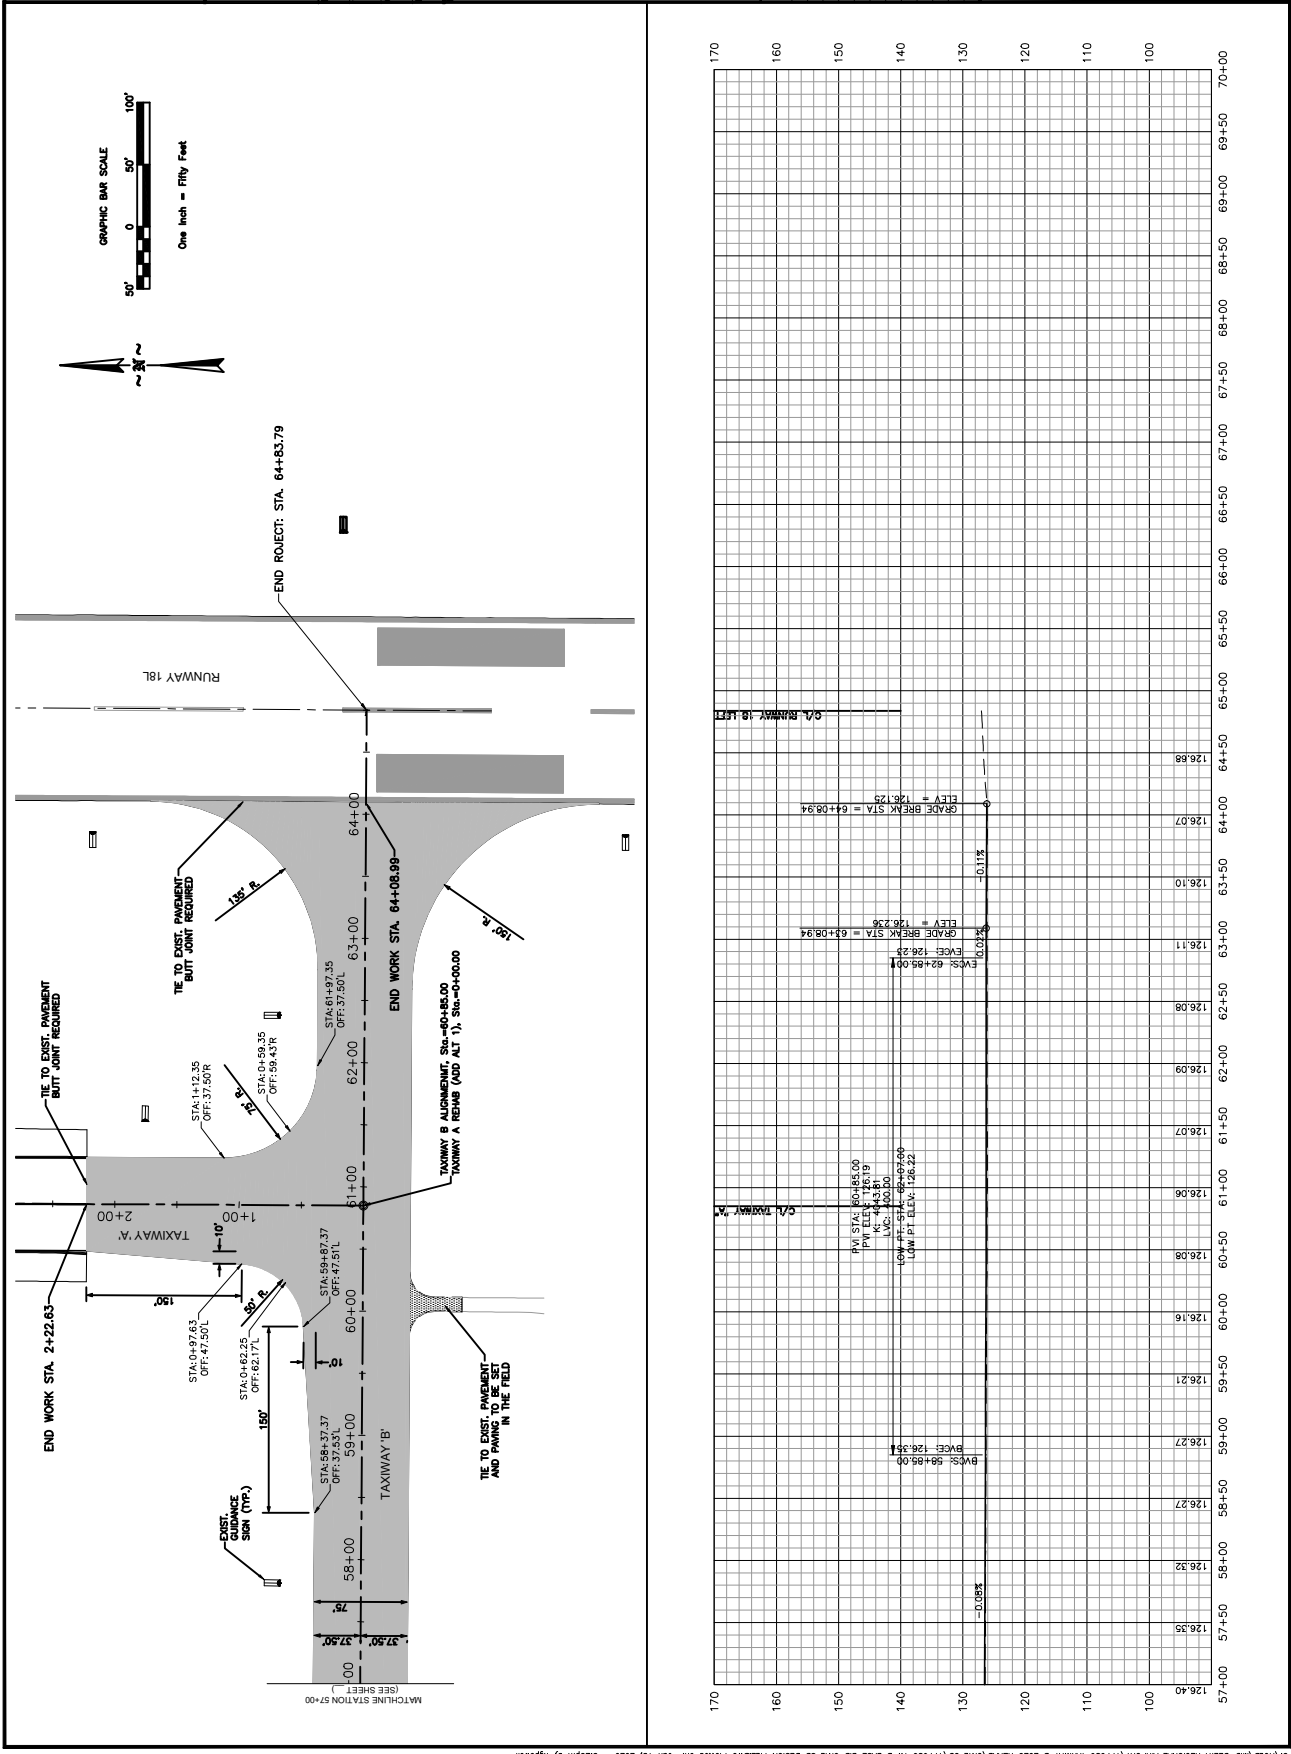 GRAPHIC BAR SCALE
50' 0 50' 100'
One Inch = Fifty Feet
N
END ROJECT: STA. 64+83.79
RUNWAY 18L
TIE TO EXIST. PAVEMENT
BUTT JOINT REQUIRED
135' R.
150' R.
END WORK STA. 64+08.99
64+00
63+00
62+00
61+00
60+00
59+00
58+00
-00
STA:61+97.35
OFF:37.50'L
TIE TO EXIST. PAVEMENT
BUTT JOINT REQUIRED
STA:1+12.35
OFF:37.50'R
75' R.
STA:0+59.35
OFF:59.43'R
TAXIWAY B ALIGNMENMT, Sta.=60+85.00
TAXIWAY A REHAB (ADD ALT 1), Sta.=0+00.00
2+00
1+00
TAXIWAY 'A'
10'
150'
END WORK STA. 2+22.63
STA:0+97.63
OFF:47.50'L
50' R.
STA:0+62.25
OFF:62.17'L
STA:59+87.37
OFF:47.51'L
10'
150'
STA:58+37.37
OFF:37.53'L
TAXIWAY 'B'
TIE TO EXIST. PAVEMENT
AND PAVING TO BE SET
IN THE FIELD
EXIST.
GUIDANCE
SIGN (TYP.)
75'
37.50' 37.50'
MATCHLINE STATION 57+00
(SEE SHEET __)
170 160 150 140 130 120 110 100
70+00
69+50
69+00
68+50
68+00
67+50
67+00
66+50
66+00
65+50
65+00
64+50
64+00
63+50
63+00
62+50
62+00
61+50
61+00
60+50
60+00
59+50
59+00
58+50
58+00
57+50
57+00
C/L RUNWAY 18 LEFT
126.68
126.07
126.10
126.11
126.08
126.09
126.07
126.06
126.08
126.16
126.21
126.27
126.27
126.32
126.35
126.40
GRADE BREAK STA = 64+08.94
ELEV = 126.125
-0.11%
GRADE BREAK STA = 63+08.94
ELEV = 126.236
0.02%
EVCS: 62+85.00
EVCE: 126.23
C/L TAXIWAY "A"
PVI STA: 60+85.00
PVI ELEV: 126.19
K: 4043.81
LVC: 400.00
LOW PT. STA: 62+07.00
LOW PT ELEV: 126.22
BVCS: 58+85.00
BVCE: 126.35
-0.08%
170 160 150 140 130 120 110 100